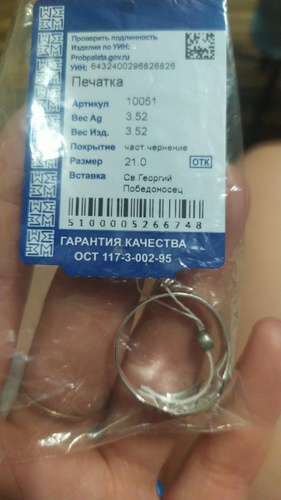 Проверить подлинность
Изделия по УИН:
Probpalata.gov.ru
УИН: 6432400296826826
Печатка
Артикул 10051
Вес Ag 3.52
Вес Изд. 3.52
Покрытие част.чернение
Размер 21.0 ОТК
Вставка Св Георгий
Победоносец
5100005266748
ГАРАНТИЯ КАЧЕСТВА
ОСТ 117-3-002-95